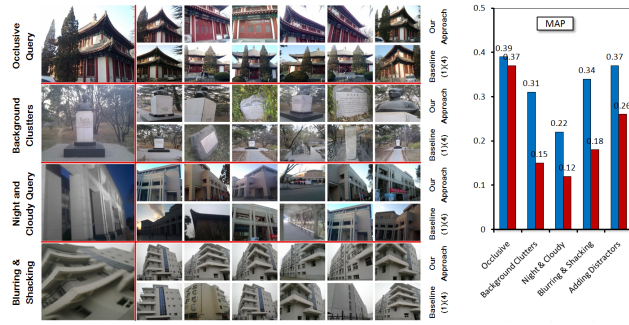 Occlusive
Query
Our
Approach
Baseline
(1)(4)
Background
Clustters
Our
Approach
Baseline
(1)(4)
Night and
Cloudy Query
Our
Approach
Baseline
(1)(4)
Blurring &
Shacking
Our
Approach
Baseline
(1)(4)
MAP
0.5
0.4
0.3
0.2
0.1
0
0.39
0.37
0.31
0.15
0.22
0.12
0.34
0.18
0.37
0.26
Occlusive
Background Clutters
Night & Cloudy
Blurring & Shacking
Adding Distractors